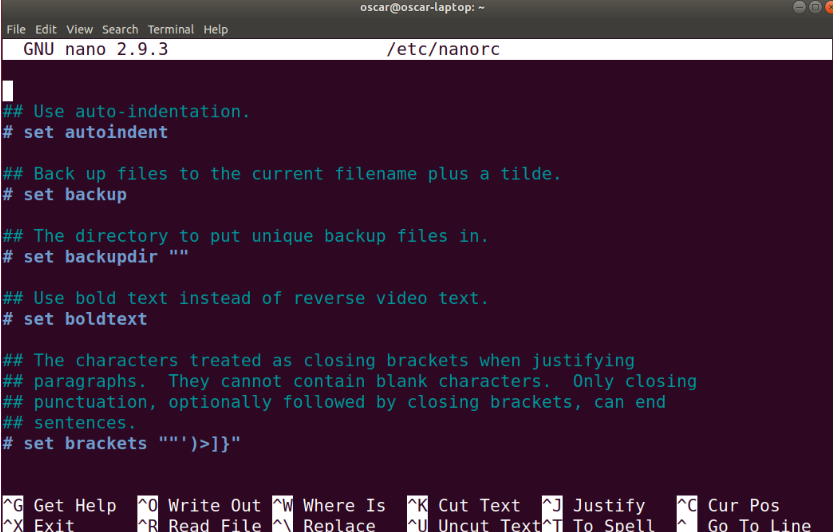 oscar@oscar-laptop: ~
File Edit View Search Terminal Help
GNU nano 2.9.3 /etc/nanorc
## Use auto-indentation.
# set autoindent
## Back up files to the current filename plus a tilde.
# set backup
## The directory to put unique backup files in.
# set backupdir ""
## Use bold text instead of reverse video text.
# set boldtext
## The characters treated as closing brackets when justifying
## paragraphs.  They cannot contain blank characters.  Only closing
## punctuation, optionally followed by closing brackets, can end
## sentences.
# set brackets ""')>]}"
^G Get Help ^O Write Out ^W Where Is ^K Cut Text ^J Justify ^C Cur Pos
^X Exit ^R Read File ^\ Replace ^U Uncut Text ^T To Spell ^_ Go To Line